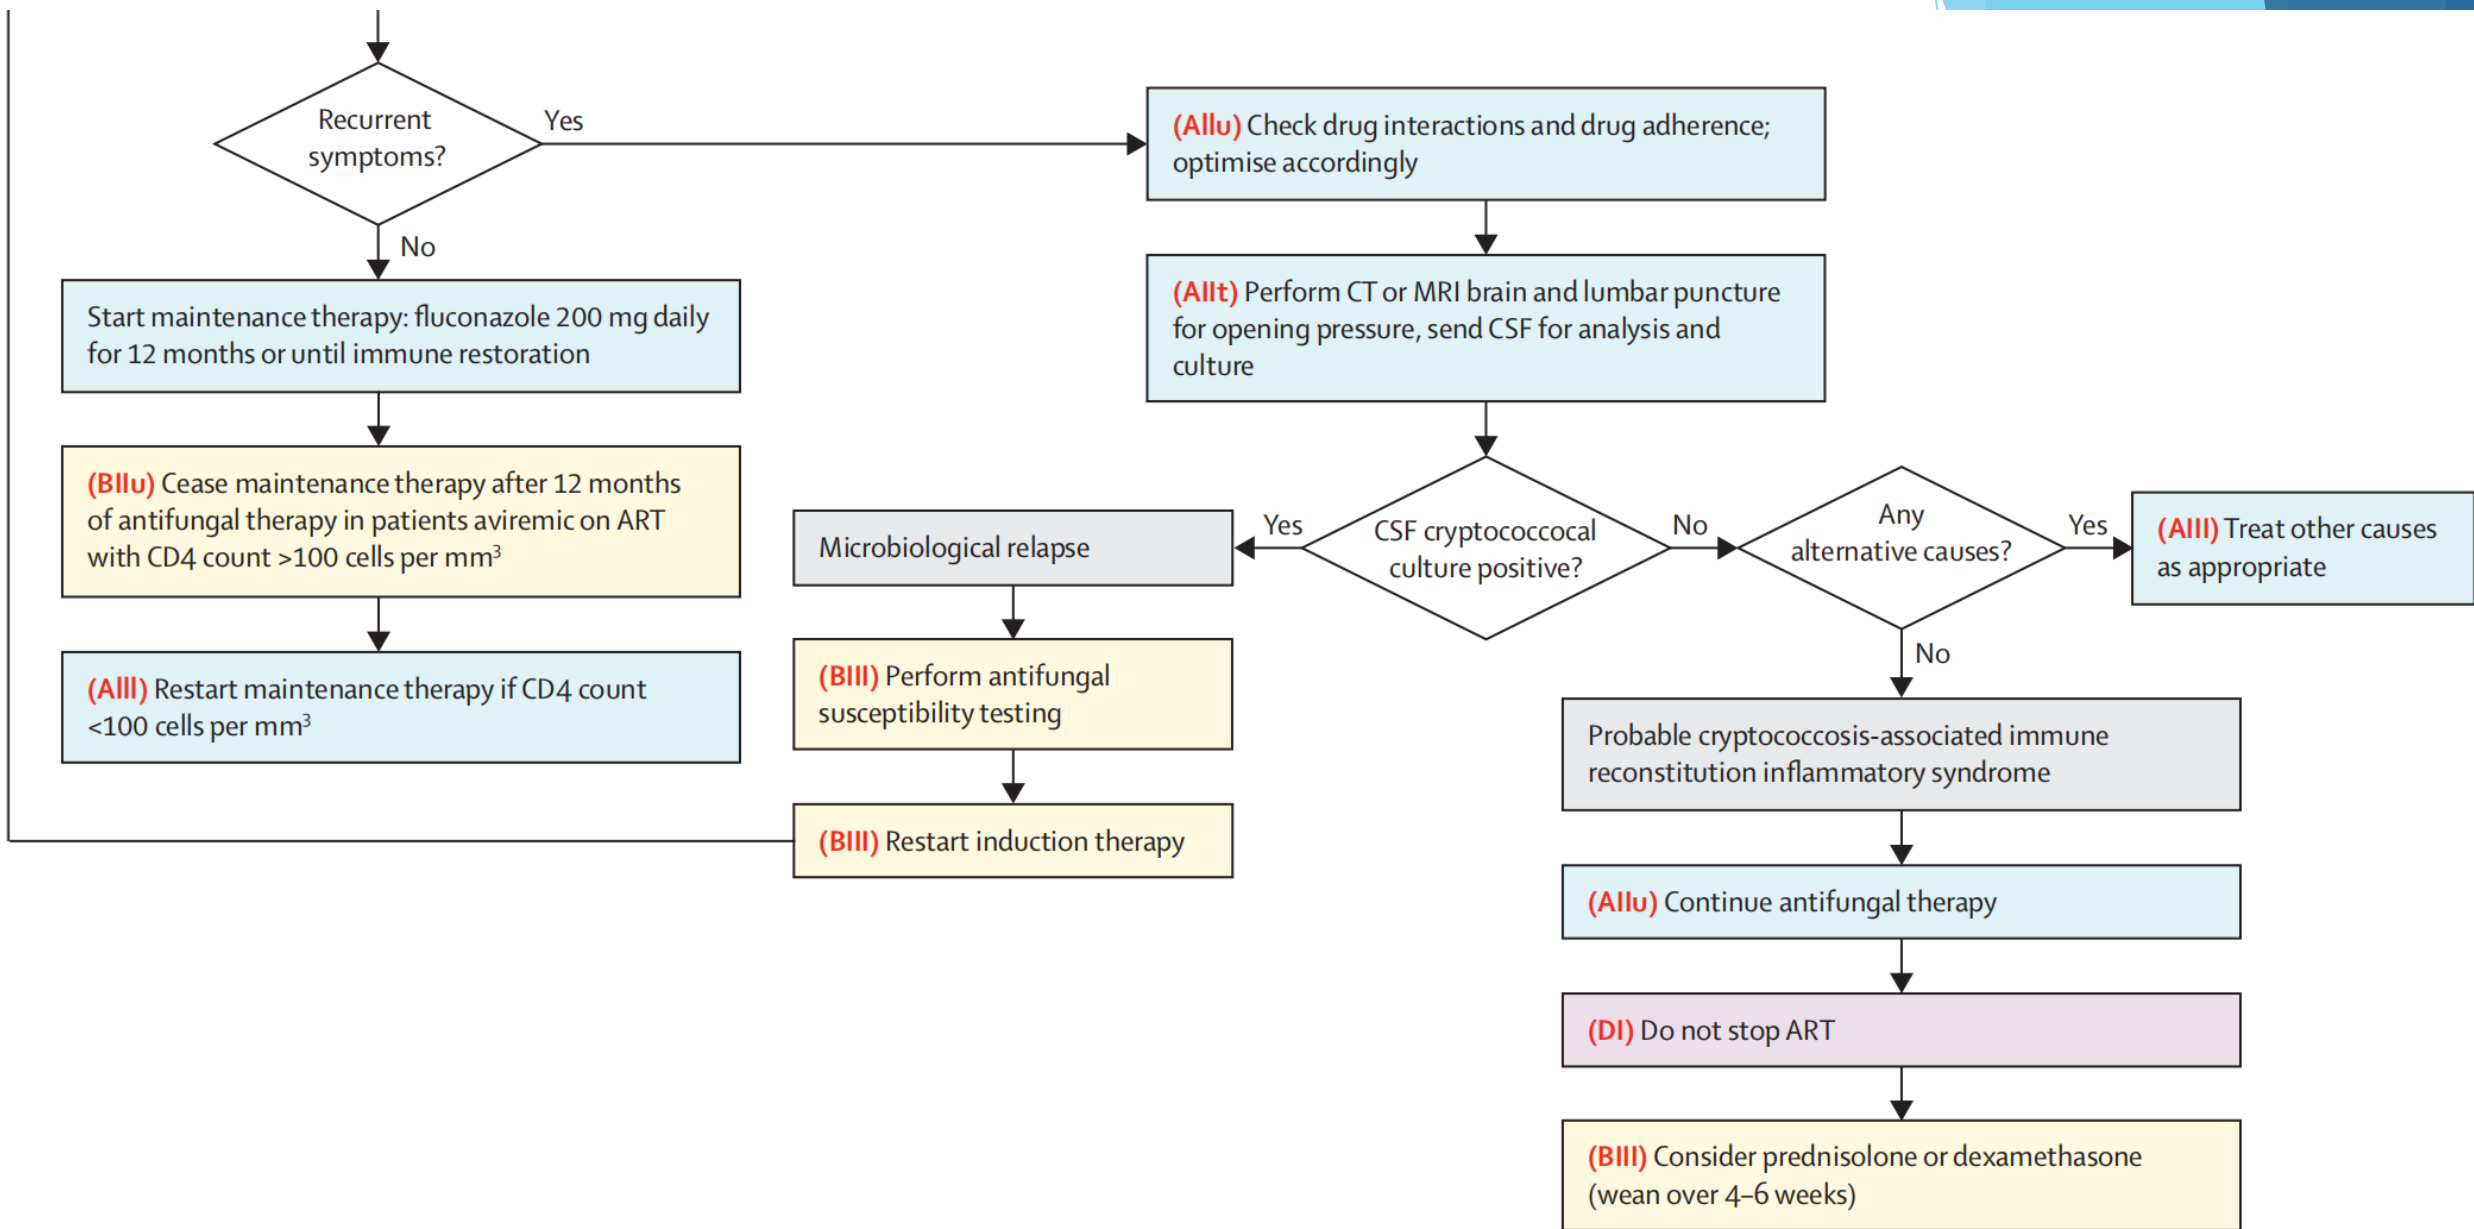 Recurrent
symptoms?
Yes
No
Start maintenance therapy: fluconazole 200 mg daily
for 12 months or until immune restoration
(BIIu) Cease maintenance therapy after 12 months
of antifungal therapy in patients aviremic on ART
with CD4 count >100 cells per mm³
(AIII) Restart maintenance therapy if CD4 count
<100 cells per mm³
(AIIu) Check drug interactions and drug adherence;
optimise accordingly
(AIIt) Perform CT or MRI brain and lumbar puncture
for opening pressure, send CSF for analysis and
culture
CSF cryptococcocal
culture positive?
Yes
No
Microbiological relapse
(BIII) Perform antifungal
susceptibility testing
(BIII) Restart induction therapy
Any
alternative causes?
Yes
No
(AIII) Treat other causes
as appropriate
Probable cryptococcosis-associated immune
reconstitution inflammatory syndrome
(AIIu) Continue antifungal therapy
(DI) Do not stop ART
(BIII) Consider prednisolone or dexamethasone
(wean over 4–6 weeks)